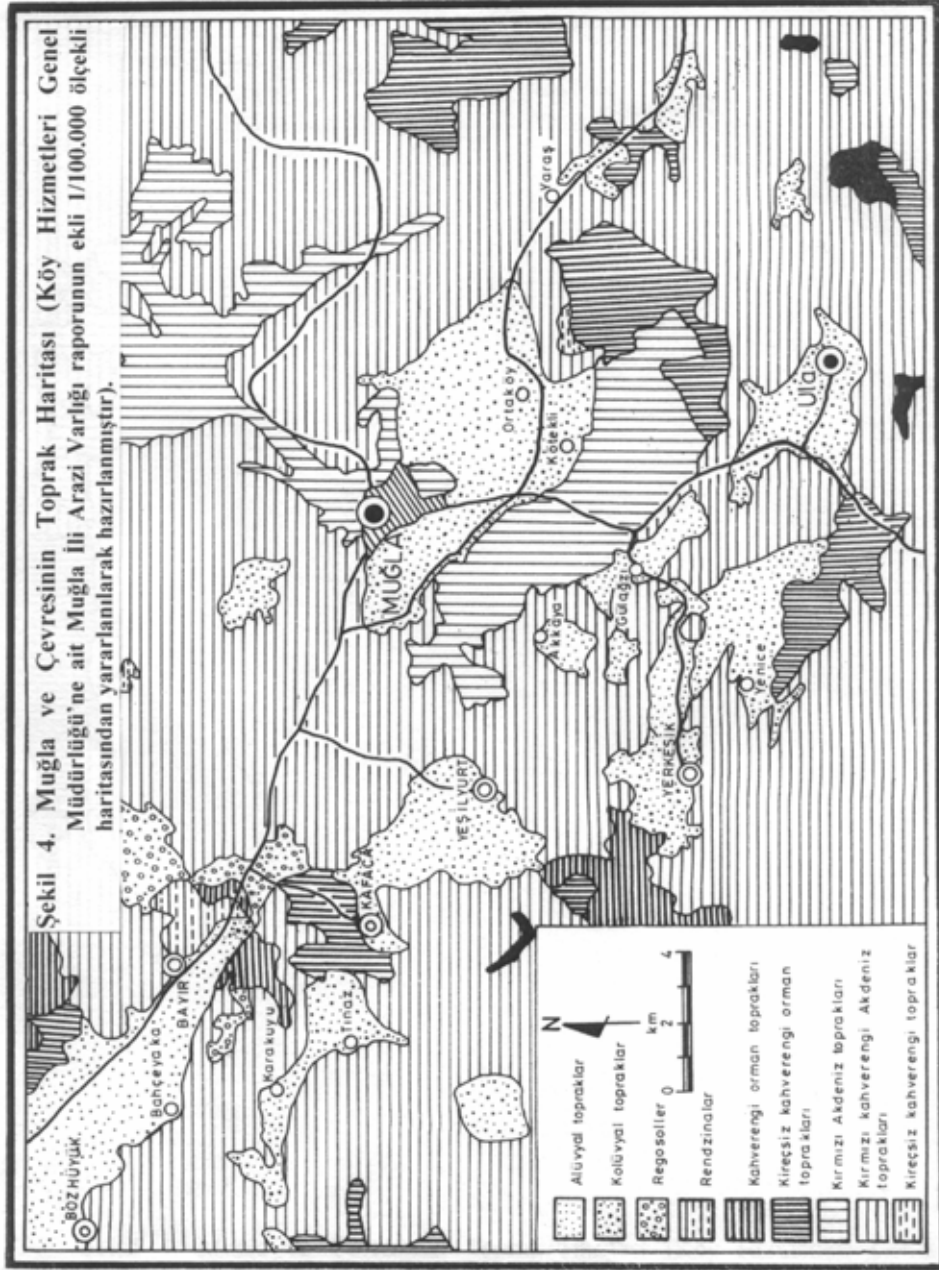 Şekil 4. Muğla ve Çevresinin Toprak Haritası (Köy Hizmetleri Genel
Müdürlüğü'ne ait Muğla İli Arazi Varlığı raporunun ekli 1/100.000 ölçekli
haritasından yararlanılarak hazırlanmıştır).
BOZHÜYÜK
Bahçeyaka
BAYIR
Karakuyu
Tınaz
KAFACA
YEŞİLYURT
MUĞLA
Ortaköy
Kötekli
Yaraş
Akkaya
Gülağzı
YERKESİK
Yenice
ULA
N
0 2 4
km
Alüvyal topraklar
Kolüvyal topraklar
Regosoller
Rendzinalar
Kahverengi orman toprakları
Kireçsiz kahverengi orman
toprakları
Kırmızı Akdeniz toprakları
Kırmızı kahverengi Akdeniz
toprakları
Kireçsiz kahverengi topraklar